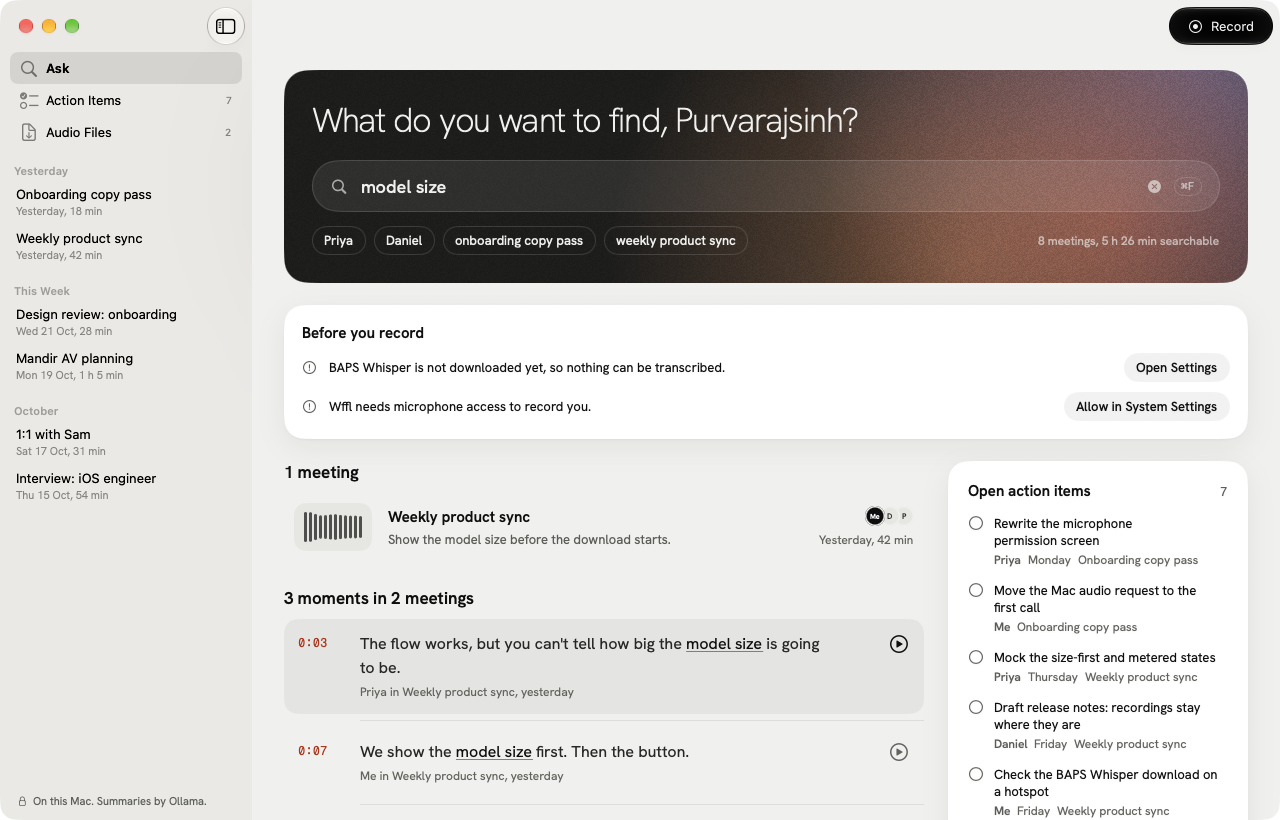 Record
Ask
Action Items 7
Audio Files 2
Yesterday
Onboarding copy pass
Yesterday, 18 min
Weekly product sync
Yesterday, 42 min
This Week
Design review: onboarding
Wed 21 Oct, 28 min
Mandir AV planning
Mon 19 Oct, 1 h 5 min
October
1:1 with Sam
Sat 17 Oct, 31 min
Interview: iOS engineer
Thu 15 Oct, 54 min
On this Mac. Summaries by Ollama.
What do you want to find, Purvarajsinh?
model size ⌘F
Priya Daniel onboarding copy pass weekly product sync 8 meetings, 5 h 26 min searchable
Before you record
BAPS Whisper is not downloaded yet, so nothing can be transcribed. Open Settings
Wffl needs microphone access to record you. Allow in System Settings
1 meeting
Weekly product sync Me D P
Show the model size before the download starts. Yesterday, 42 min
3 moments in 2 meetings
0:03 The flow works, but you can't tell how big the model size is going
to be.
Priya in Weekly product sync, yesterday
0:07 We show the model size first. Then the button.
Me in Weekly product sync, yesterday
Open action items 7
Rewrite the microphone
permission screen
Priya Monday Onboarding copy pass
Move the Mac audio request to the
first call
Me Onboarding copy pass
Mock the size-first and metered states
Priya Thursday Weekly product sync
Draft release notes: recordings stay
where they are
Daniel Friday Weekly product sync
Check the BAPS Whisper download on
a hotspot
Me Friday Weekly product sync